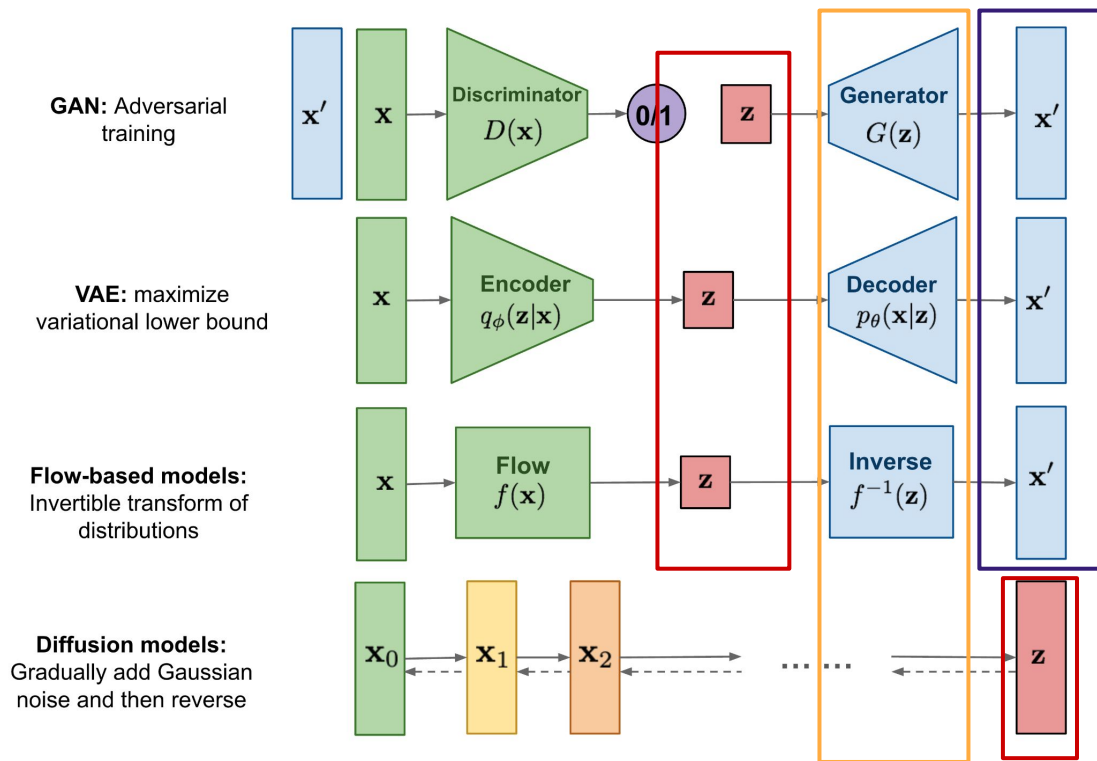 GAN: Adversarial
training
x′
x
Discriminator
D(x)
0/1
z
Generator
G(z)
x′
VAE: maximize
variational lower bound
x
Encoder
qϕ(z|x)
z
Decoder
pθ(x|z)
x′
Flow-based models:
Invertible transform of
distributions
x
Flow
f(x)
z
Inverse
f⁻¹(z)
x′
Diffusion models:
Gradually add Gaussian
noise and then reverse
x₀
x₁
x₂
... ...
z